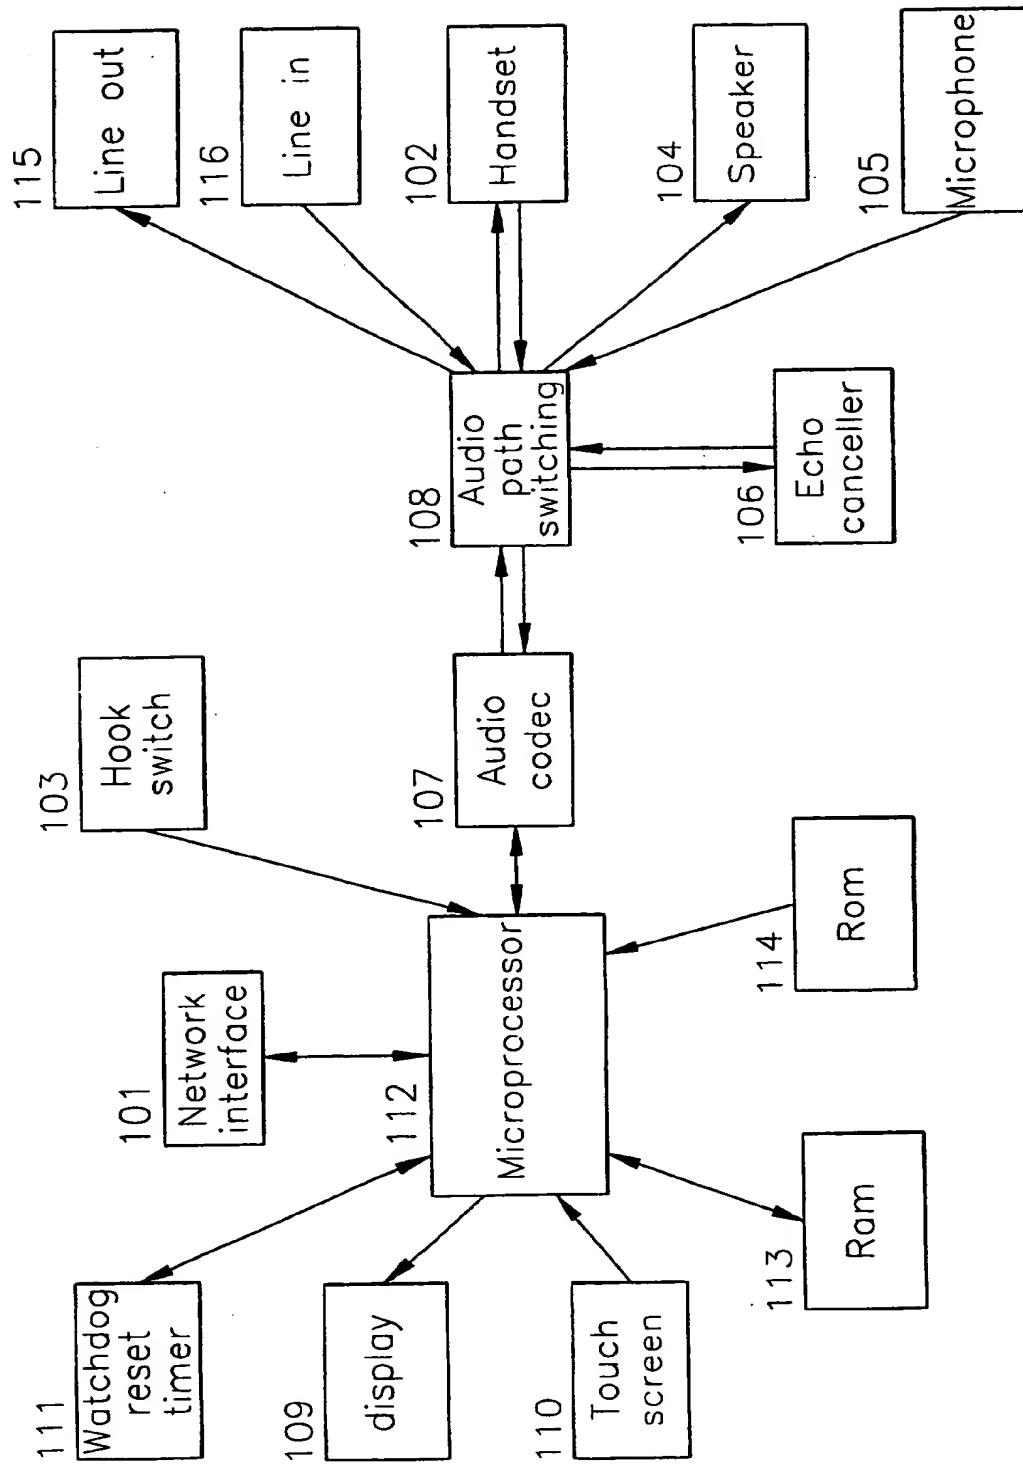 111
Watchdog
reset
timer
101
Network
interface
103
Hook
switch
115
Line out
116
Line in
109
display
112
Microprocessor
107
Audio
codec
108
Audio
path
switching
102
Handset
110
Touch
screen
104
Speaker
113
Ram
114
Rom
106
Echo
canceller
105
Microphone